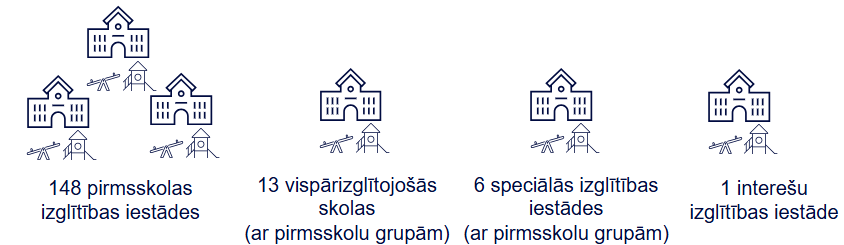 148 pirmsskolas
izglītības iestādes
13 vispārizglītojošās
skolas
(ar pirmsskolu grupām)
6 speciālās izglītības
iestādes
(ar pirmsskolu grupām)
1 interešu
izglītības iestāde